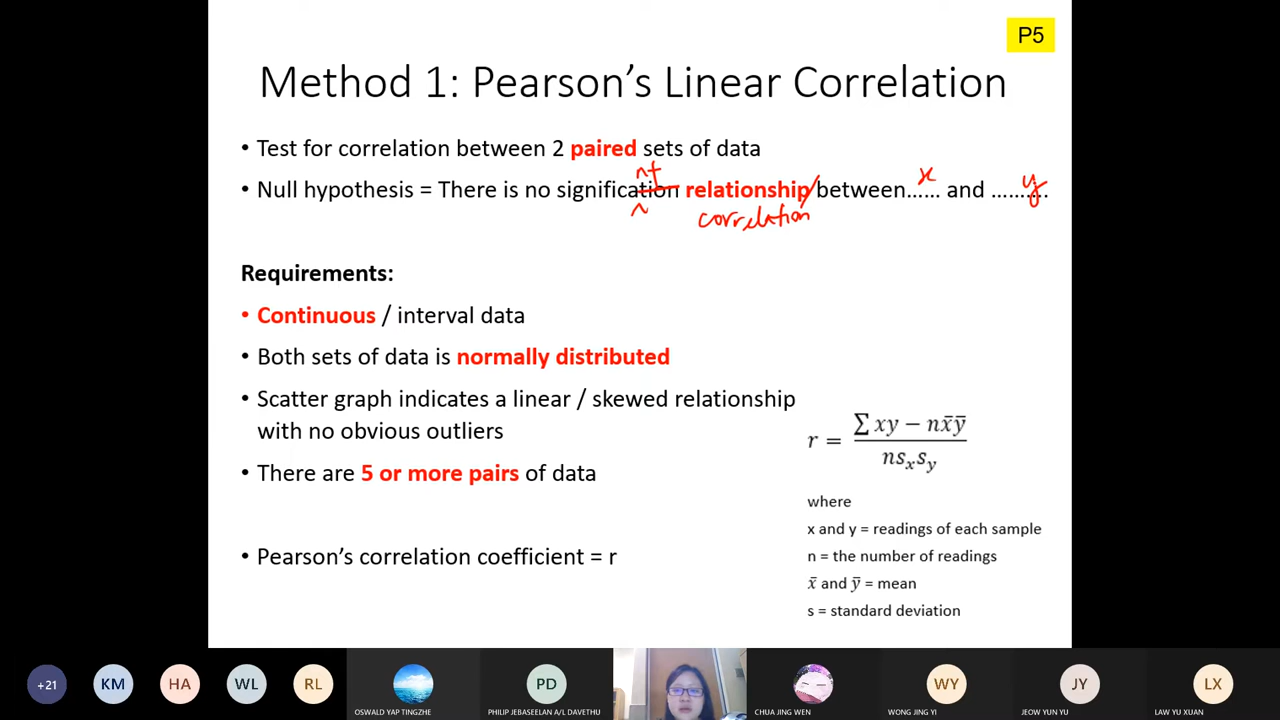 P5
Method 1: Pearson's Linear Correlation
• Test for correlation between 2 paired sets of data
nt x y
• Null hypothesis = There is no signification relationship/between…… and ……….
^ correlation
Requirements:
• Continuous / interval data
• Both sets of data is normally distributed
• Scatter graph indicates a linear / skewed relationship
with no obvious outliers
• There are 5 or more pairs of data
r = (∑ xy − nx̄ȳ) / (ns_x s_y)
where
x and y = readings of each sample
n = the number of readings
• Pearson's correlation coefficient = r
x̄ and ȳ = mean
s = standard deviation
+21 KM HA WL RL PD WY JY LX
OSWALD YAP TINGZHE PHILIP JEBASEELAN A/L DAVETHU CHUA JING WEN WONG JING YI JEOW YUN YU LAW YU XUAN